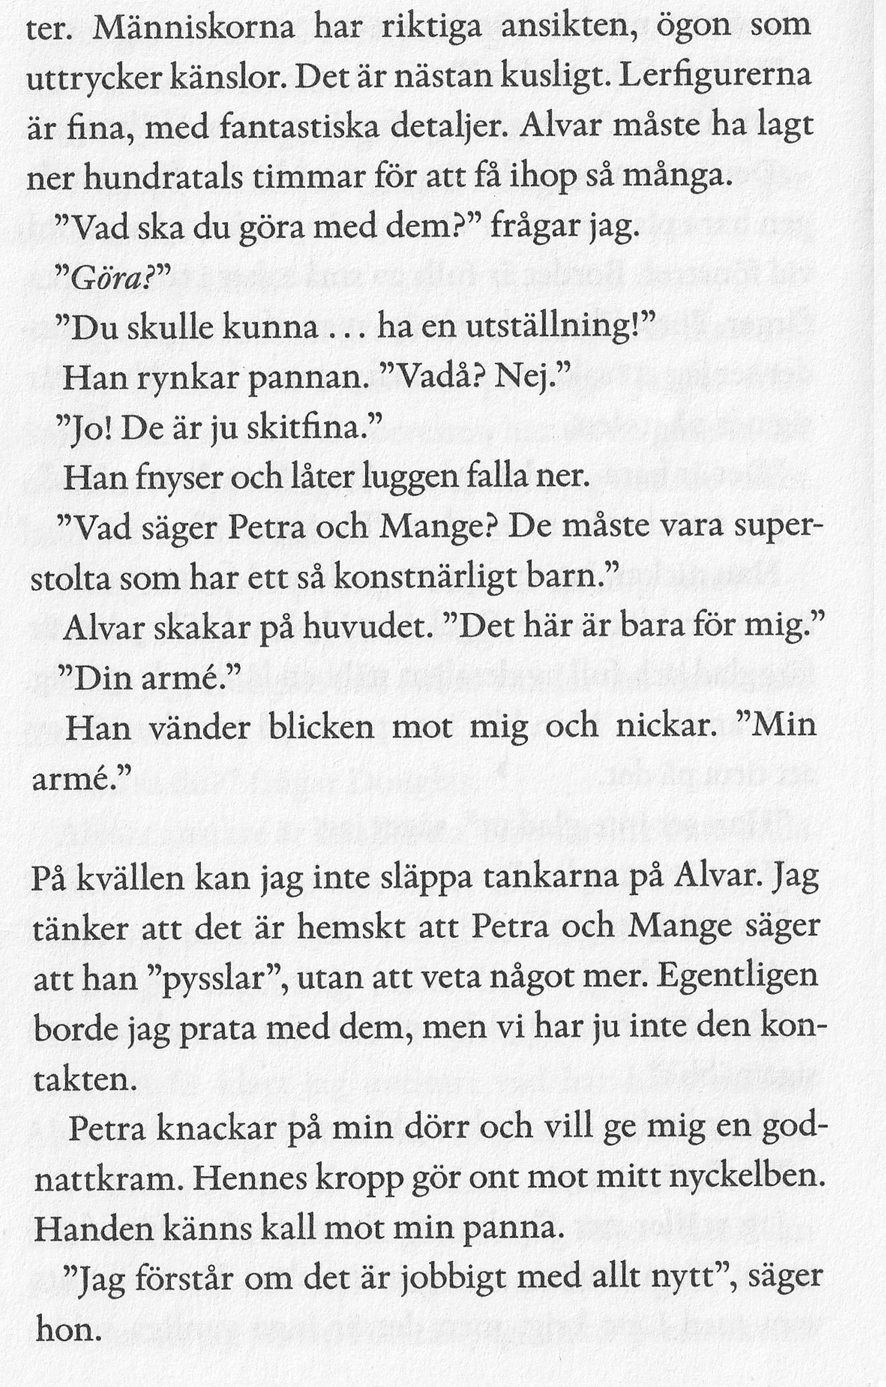 ter. Människorna har riktiga ansikten, ögon som
uttrycker känslor. Det är nästan kusligt. Lerfigurerna
är fina, med fantastiska detaljer. Alvar måste ha lagt
ner hundratals timmar för att få ihop så många.
”Vad ska du göra med dem?” frågar jag.
”Göra?”
”Du skulle kunna ... ha en utställning!”
Han rynkar pannan. ”Vadå? Nej.”
”Jo! De är ju skitfina.”
Han fnyser och låter luggen falla ner.
”Vad säger Petra och Mange? De måste vara super-
stolta som har ett så konstnärligt barn.”
Alvar skakar på huvudet. ”Det här är bara för mig.”
”Din armé.”
Han vänder blicken mot mig och nickar. ”Min
armé.”
På kvällen kan jag inte släppa tankarna på Alvar. Jag
tänker att det är hemskt att Petra och Mange säger
att han ”pysslar”, utan att veta något mer. Egentligen
borde jag prata med dem, men vi har ju inte den kon-
takten.
Petra knackar på min dörr och vill ge mig en god-
nattkram. Hennes kropp gör ont mot mitt nyckelben.
Handen känns kall mot min panna.
”Jag förstår om det är jobbigt med allt nytt”, säger
hon.